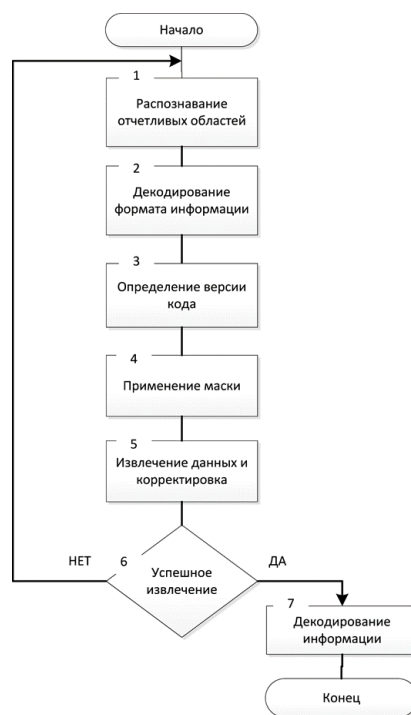 Начало
1
Распознавание
отчетливых областей
2
Декодирование
формата информации
3
Определение версии
кода
4
Применение маски
5
Извлечение данных и
корректировка
НЕТ
6
ДА
Успешное
извлечение
7
Декодирование
информации
Конец